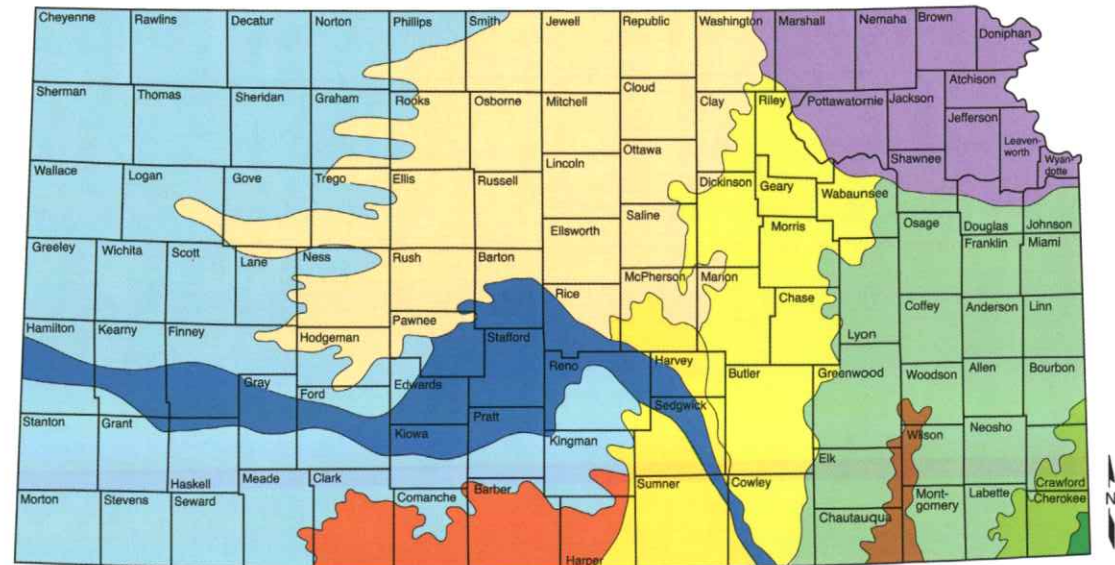 Cheyenne
Rawlins
Decatur
Norton
Phillips
Smith
Jewell
Republic
Washington
Marshall
Nemaha
Brown
Doniphan
Sherman
Thomas
Sheridan
Graham
Rooks
Osborne
Mitchell
Cloud
Clay
Riley
Pottawatornie
Jackson
Atchison
Jefferson
Leaven-
worth
Wyan-
dotte
Shawnee
Wallace
Logan
Gove
Trego
Ellis
Russell
Lincoln
Ottawa
Dickinson
Geary
Wabaunsee
Saline
Morris
Osage
Douglas
Johnson
Ellsworth
Greeley
Wichita
Scott
Lane
Ness
Rush
Barton
McPherson
Marion
Franklin
Miami
Rice
Chase
Lyon
Coffey
Anderson
Linn
Hamilton
Kearny
Finney
Hodgeman
Pawnee
Stafford
Reno
Harvey
Gray
Ford
Edwards
Butler
Greenwood
Woodson
Allen
Bourbon
Stanton
Grant
Haskell
Kiowa
Pratt
Kingman
Sedgwick
Elk
Wilson
Neosho
Crawford
Morton
Stevens
Seward
Meade
Clark
Comanche
Barber
Harper
Sumner
Cowley
Chautauqua
Mont-
gomery
Labette
Cherokee
N